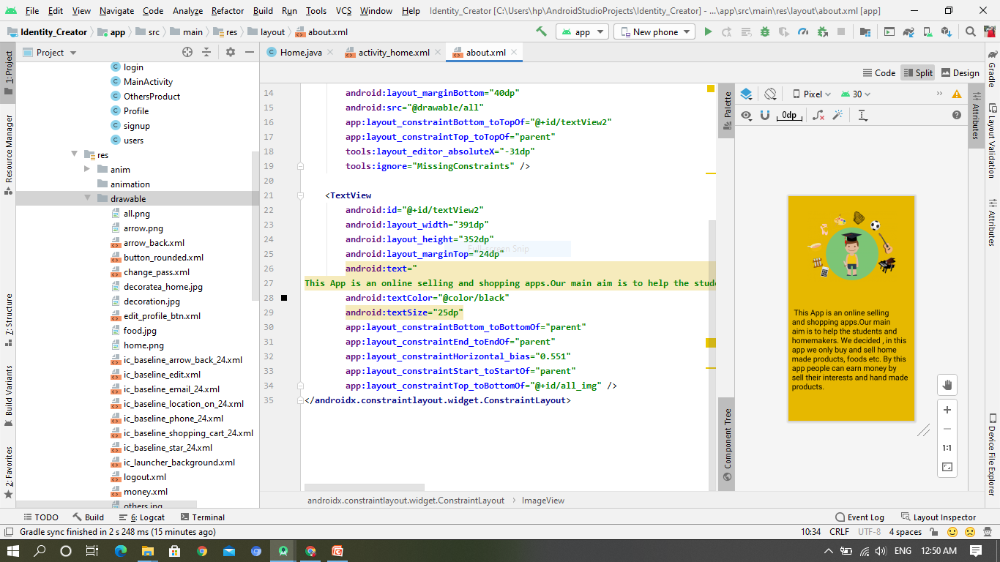 File Edit View Navigate Code Analyze Refactor Build Run Tools VCS Window Help Identity_Creator [C:\Users\hp\AndroidStudioProjects\Identity_Creator] - ...\app\src\main\res\layout\about.xml [app]
Identity_Creator app src main res layout about.xml app New phone
Project Home.java activity_home.xml about.xml
Code Split Design
1: Project
Resource Manager
7: Structure
Build Variants
2: Favorites
login
MainActivity
OthersProduct
Profile
signup
users
res
anim
animation
drawable
all.png
arrow.png
arrow_back.xml
button_rounded.xml
change_pass.xml
decoratea_home.jpg
decoration.jpg
edit_profile_btn.xml
food.jpg
home.png
ic_baseline_arrow_back_24.xml
ic_baseline_edit.xml
ic_baseline_email_24.xml
ic_baseline_location_on_24.xml
ic_baseline_phone_24.xml
ic_baseline_shopping_cart_24.xml
ic_baseline_star_24.xml
ic_launcher_background.xml
logout.xml
money.xml
others.jpg
14 android:layout_marginBottom="40dp"
15 android:src="@drawable/all"
16 app:layout_constraintBottom_toTopOf="@+id/textView2"
17 app:layout_constraintTop_toTopOf="parent"
18 tools:layout_editor_absoluteX="-31dp"
19 tools:ignore="MissingConstraints" />
20
21 <TextView
22 android:id="@+id/textView2"
23 android:layout_width="391dp"
24 android:layout_height="352dp"
Full-screen Snip
25 android:layout_marginTop="24dp"
26 android:text="
27 This App is an online selling and shopping apps.Our main aim is to help the stude
28 android:textColor="@color/black"
29 android:textSize="25dp"
30 app:layout_constraintBottom_toBottomOf="parent"
31 app:layout_constraintEnd_toEndOf="parent"
32 app:layout_constraintHorizontal_bias="0.551"
33 app:layout_constraintStart_toStartOf="parent"
34 app:layout_constraintTop_toBottomOf="@+id/all_img" />
35 </androidx.constraintlayout.widget.ConstraintLayout>
androidx.constraintlayout.widget.ConstraintLayout ImageView
Palette
Component Tree
Pixel 30
0dp
This App is an online selling
and shopping apps.Our main
aim is to help the students and
homemakers. We decided , in this
app we only buy and sell home
made products, foods etc. By this
app people can earn money by
sell their interests and hand made
products.
1:1
Attributes
Gradle
Layout Validation
Attributes
Device File Explorer
TODO Build 6: Logcat Terminal Event Log Layout Inspector
Gradle sync finished in 2 s 248 ms (15 minutes ago) 10:34 CRLF UTF-8 4 spaces
ENG 12:50 AM